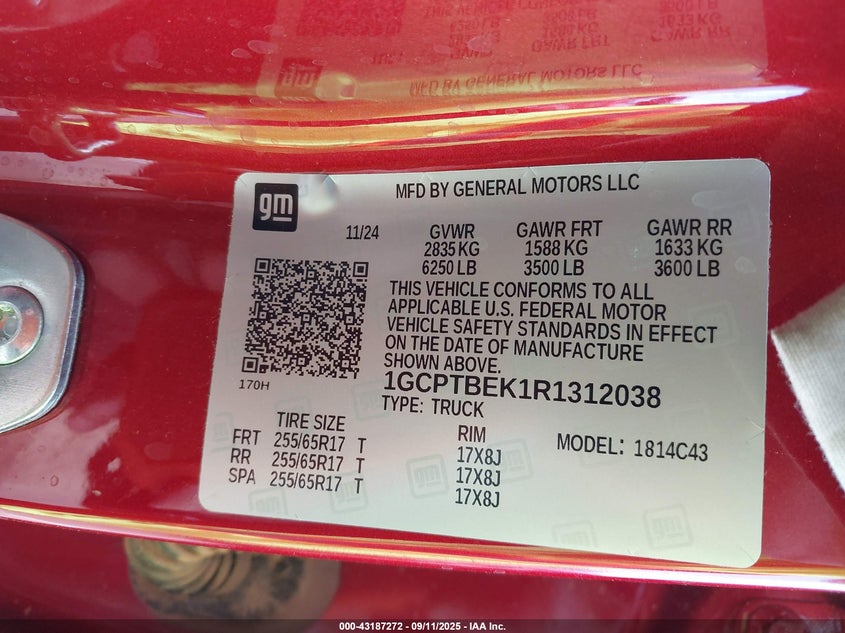 MFD BY GENERAL MOTORS LLC
gm
11/24
GVWR GAWR FRT GAWR RR
2835 KG 1588 KG 1633 KG
6250 LB 3500 LB 3600 LB
THIS VEHICLE CONFORMS TO ALL
APPLICABLE U.S. FEDERAL MOTOR
VEHICLE SAFETY STANDARDS IN EFFECT
ON THE DATE OF MANUFACTURE
SHOWN ABOVE.
170H
1GCPTBEK1R1312038
TYPE: TRUCK
TIRE SIZE RIM MODEL: 1814C43
FRT 255/65R17 T 17X8J
RR 255/65R17 T 17X8J
SPA 255/65R17 T 17X8J
000-43187272 - 09/11/2025 - IAA Inc.